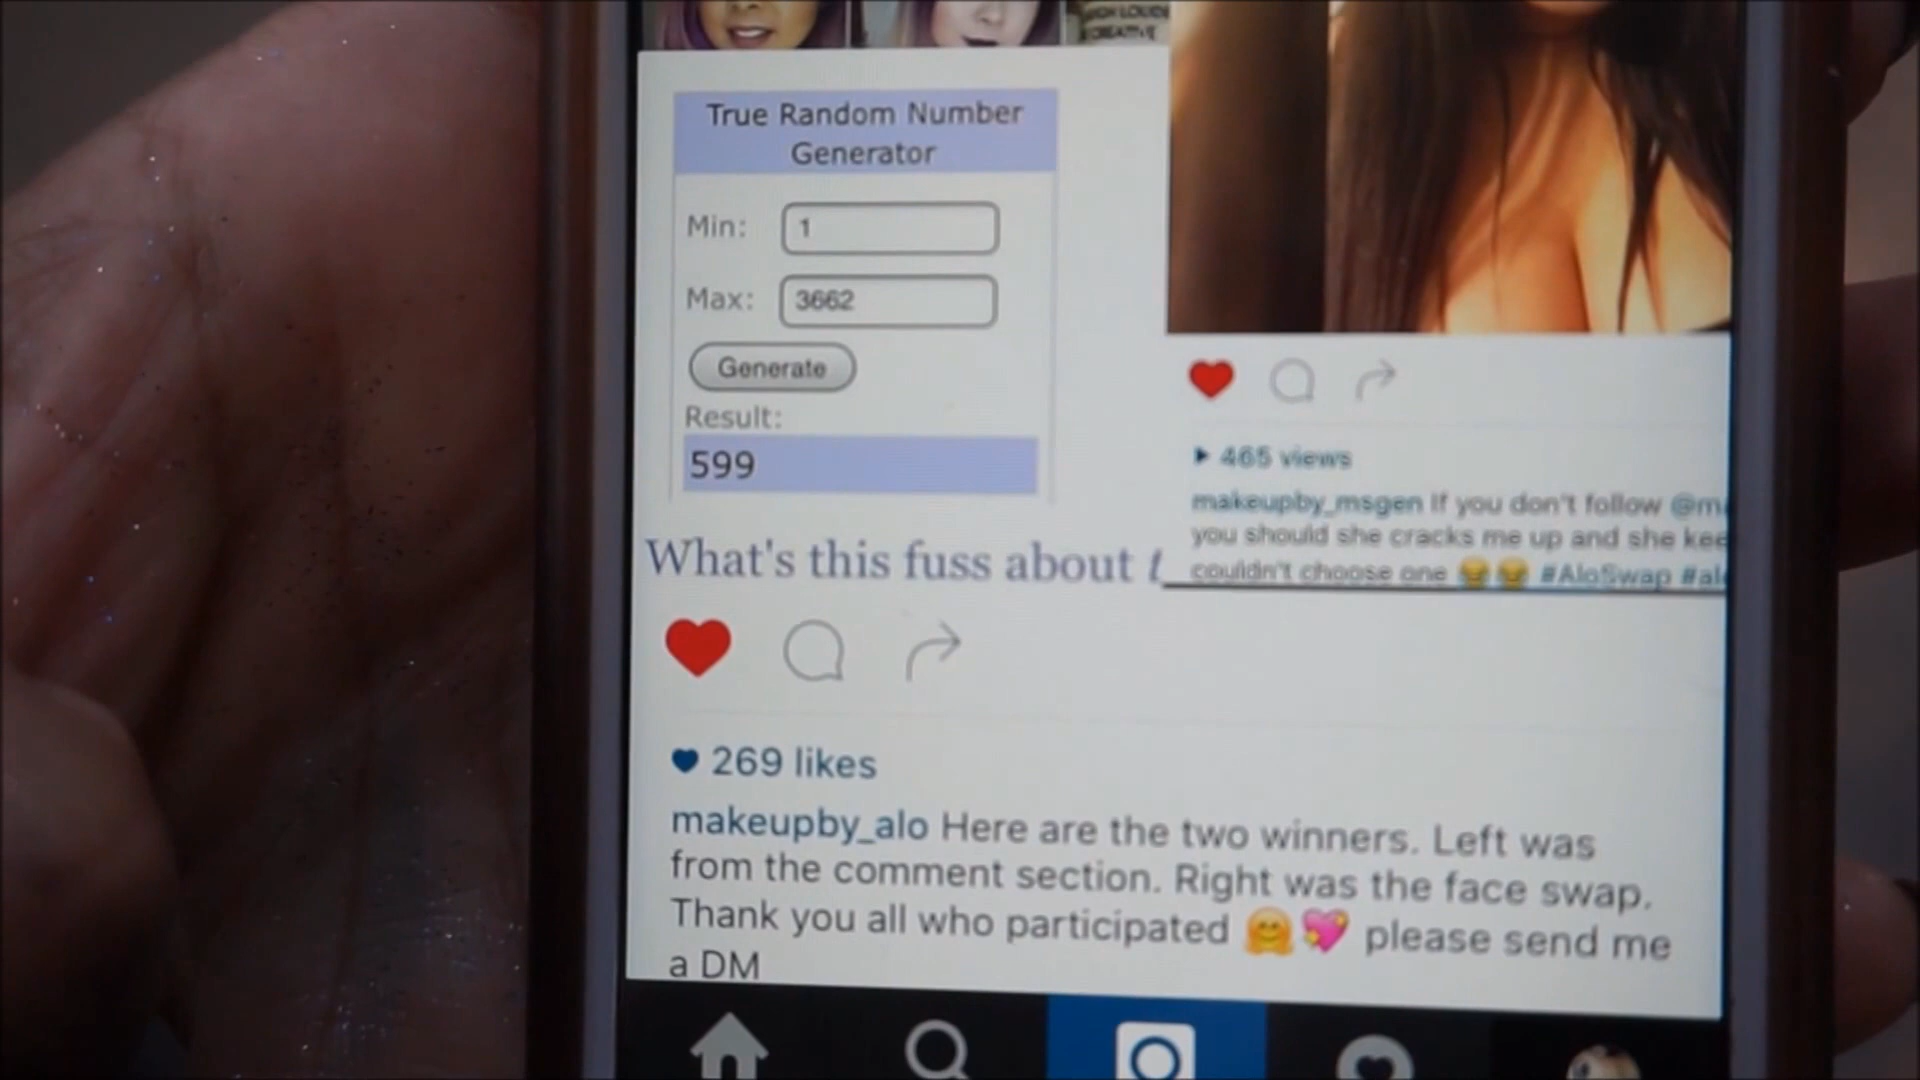 True Random Number
Generator
Min: 1
Max: 3662
Generate
Result:
599
What's this fuss about t
465 views
makeupby_msgen If you don't follow @ma
you should she cracks me up and she kee
couldn't choose one 😂😂 #AloSwap #al
269 likes
makeupby_alo Here are the two winners. Left was
from the comment section. Right was the face swap.
Thank you all who participated 🤗💖 please send me
a DM